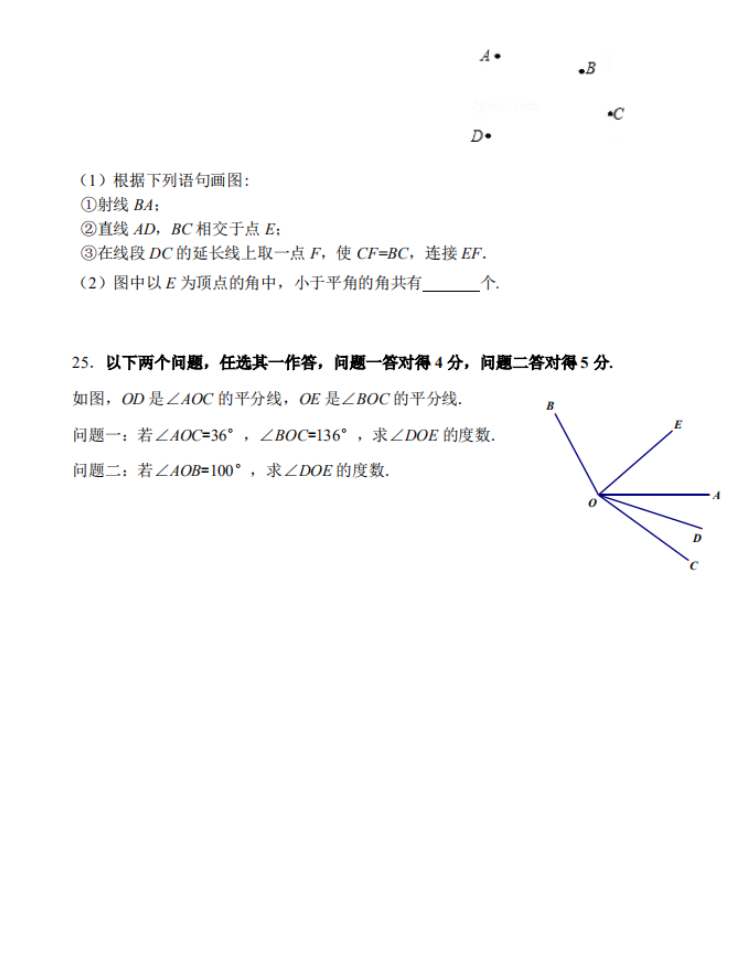 A
B
C
D
（1）根据下列语句画图:
①射线 BA；
②直线 AD，BC 相交于点 E；
③在线段 DC 的延长线上取一点 F，使 CF=BC，连接 EF．
（2）图中以 E 为顶点的角中，小于平角的角共有_______个.
25．以下两个问题，任选其一作答，问题一答对得 4 分，问题二答对得 5 分.
如图，OD 是∠AOC 的平分线，OE 是∠BOC 的平分线.
问题一：若∠AOC=36°，∠BOC=136°，求∠DOE 的度数.
问题二：若∠AOB=100°，求∠DOE 的度数.
B
E
O
A
D
C